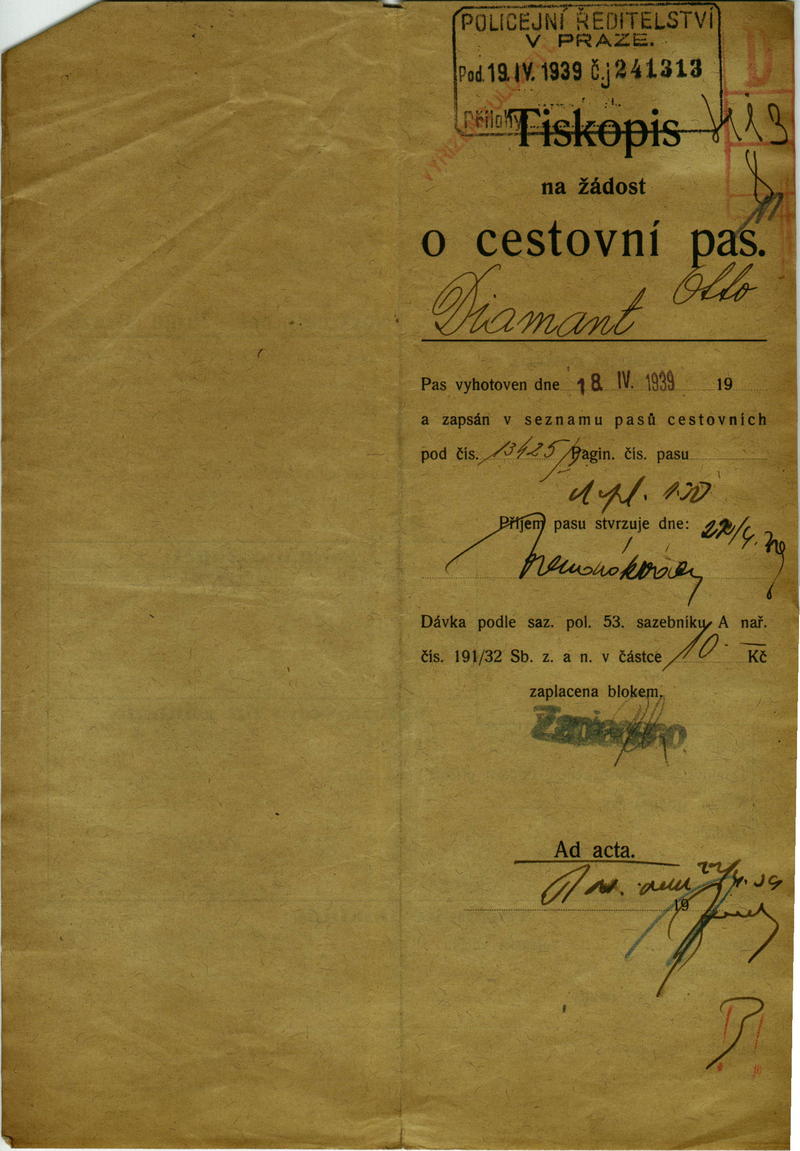 POLICEJNÍ ŘEDITELSTVÍ
V PRAZE.
Pod. 19. IV. 1939 Č.j 241313
Přílohy
D
Tiskopis
na žádost
o cestovní pas.
Diamant Otto
Pas vyhotoven dne 18. IV. 1939 19
a zapsán v seznamu pasů cestovních
pod čís. 13425/ Pagin. čís. pasu
Příjem pasu stvrzuje dne:
Dávka podle saz. pol. 53. sazebníku A nař.
čís. 191/32 Sb. z. a n. v částce 10.— Kč
zaplacena blokem.
Zaplaceno
Ad acta.
19